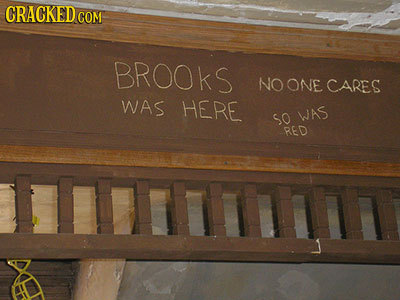 CRACKED.COM
BROOKS
WAS HERE
NO ONE CARES
SO WAS
RED